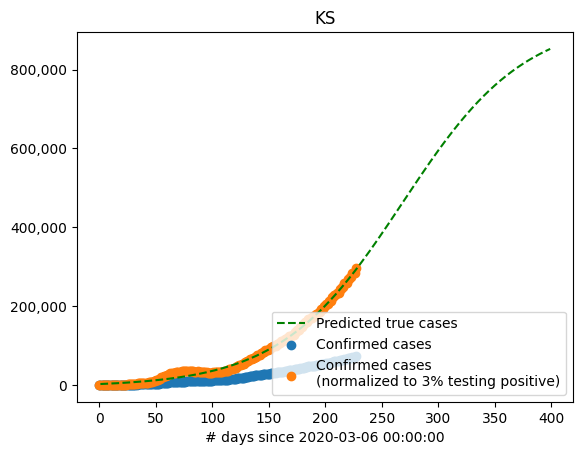 KS
800,000
600,000
400,000
200,000
0
Predicted true cases
Confirmed cases
Confirmed cases
(normalized to 3% testing positive)
0 50 100 150 200 250 300 350 400
# days since 2020-03-06 00:00:00